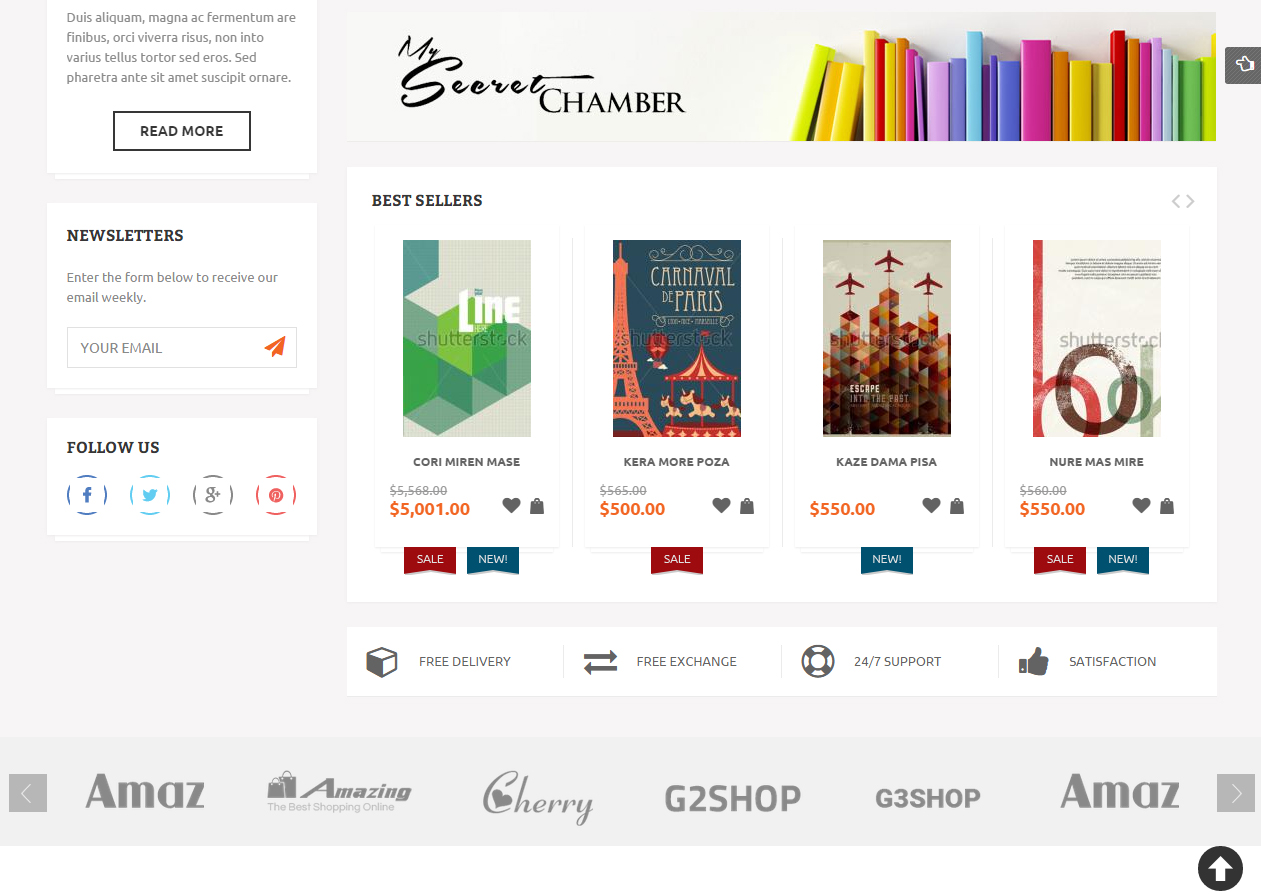 Duis aliquam, magna ac fermentum are
finibus, orci viverra risus, non into
varius tellus tortor sed eros. Sed
pharetra ante sit amet suscipit ornare.
READ MORE
NEWSLETTERS
Enter the form below to receive our
email weekly.
YOUR EMAIL
FOLLOW US
My
Secret CHAMBER
BEST SELLERS
LINE
HERE
shutterstock
CORI MIREN MASE
$5,568.00
$5,001.00
SALE NEW!
CARNAVAL
DE
PARIS
shutterstock
KERA MORE POZA
$565.00
$500.00
SALE
shutterstock
ESCAPE
INTO THE PAST
KAZE DAMA PISA
$550.00
NEW!
shutterstock
NURE MAS MIRE
$560.00
$550.00
SALE NEW!
FREE DELIVERY
FREE EXCHANGE
24/7 SUPPORT
SATISFACTION
Amaz
Amazing
The Best Shopping Online
Cherry
G2SHOP
G3SHOP
Amaz